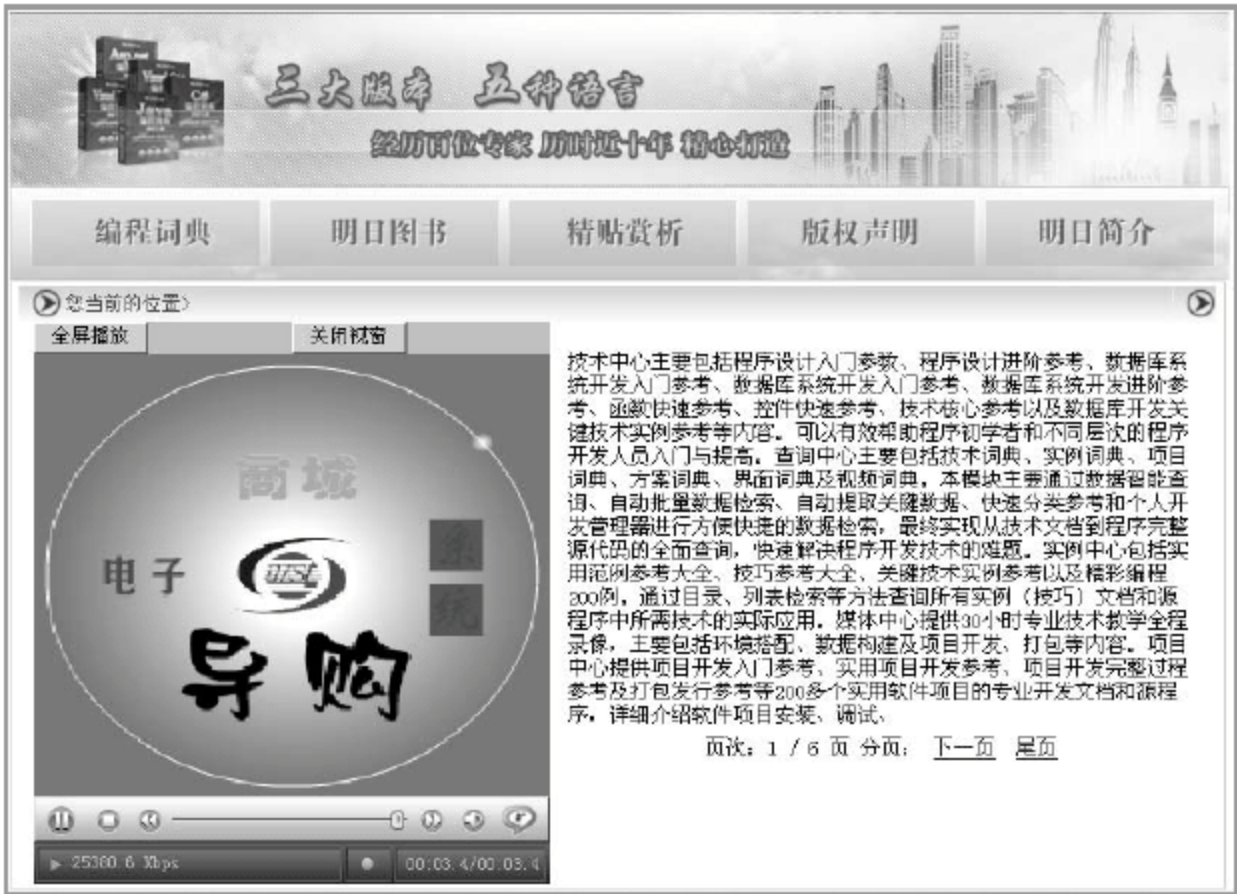 三大版本 五种语言
经历百位专家 历时近十年 精心打造
编程词典 明日图书 精贴赏析 版权声明 明日简介
您当前的位置>
全屏播放 关闭视窗
商城
电子
系统
导购
技术中心主要包括程序设计入门参数、程序设计进阶参考、数据库系
统开发入门参考、数据库系统开发入门参考、数据库系统开发进阶参
考、函数快速参考、控件快速参考、技术核心参考以及数据库开发关
键技术实例参考等内容。可以有效帮助程序初学者和不同层次的程序
开发人员入门与提高。查询中心主要包括技术词典、实例词典、项目
词典、方案词典、界面词典及视频词典。本模块主要通过数据智能查
询、自动批量数据检索、自动提取关键数据、快速分类参考和个人开
发管理器进行方便快捷的数据检索，最终实现从技术文档到程序完整
源代码的全面查询，快速解决程序开发技术的难题。实例中心包括实
用范例参考大全、技巧参考大全、关键技术实例参考以及精彩编程
200例。通过目录、列表检索等方法查询所有实例（技巧）文档和源
程序中所需技术的实际应用。媒体中心提供30小时专业技术教学全程
录像，主要包括环境搭配、数据构建及项目开发、打包等内容。项目
中心提供项目开发入门参考、实用项目开发参考、项目开发完整过程
参考及打包发行参考等200多个实用软件项目的专业开发文档和源程
序。详细介绍软件项目安装、调试、
页次：1 / 6 页 分页： 下一页 尾页
25380.6 Kbps 00:03.4/00:03.4